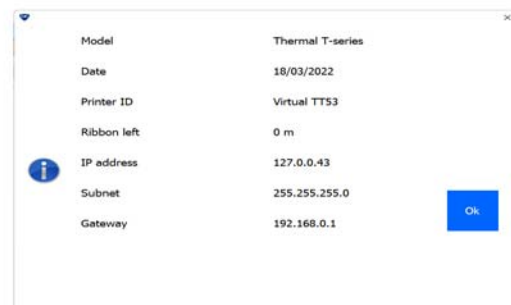 Model Thermal T-series
Date 18/03/2022
Printer ID Virtual TT53
Ribbon left 0 m
IP address 127.0.0.43
Subnet 255.255.255.0
Gateway 192.168.0.1
Ok